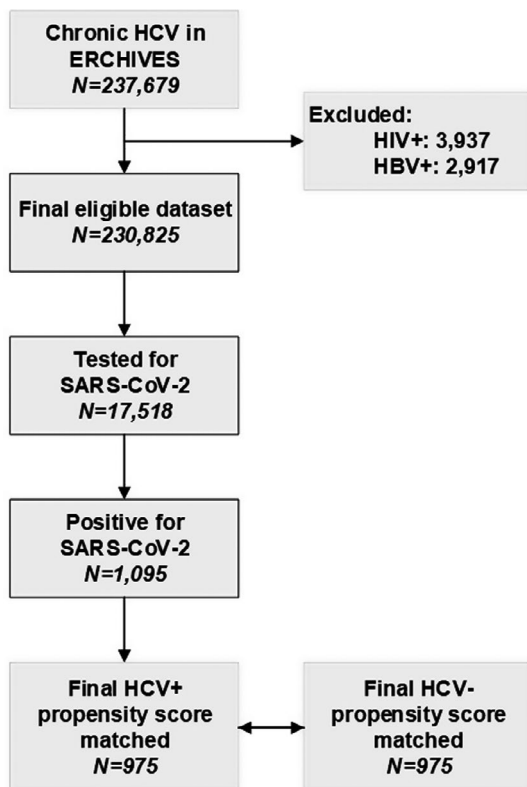 Chronic HCV in
ERCHIVES
N=237,679
Excluded:
HIV+: 3,937
HBV+: 2,917
Final eligible dataset
N=230,825
Tested for
SARS-CoV-2
N=17,518
Positive for
SARS-CoV-2
N=1,095
Final HCV+
propensity score
matched
N=975
Final HCV-
propensity score
matched
N=975